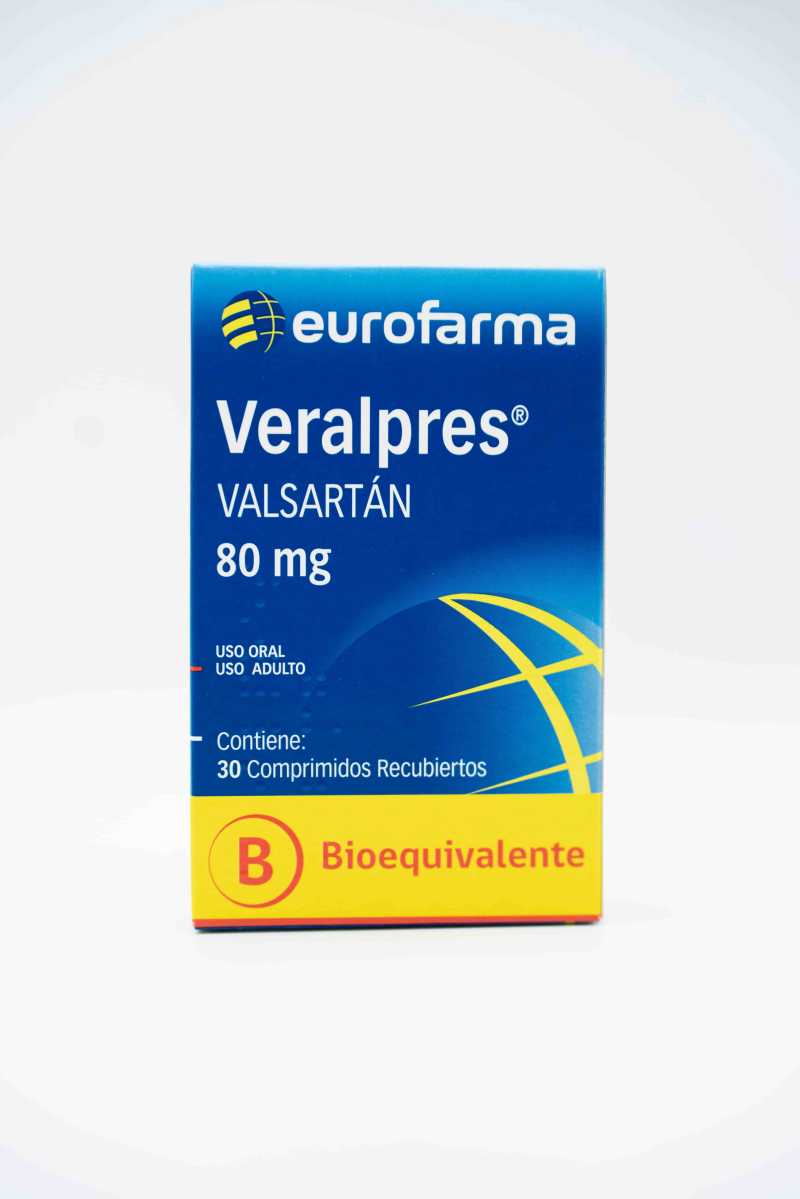 eurofarma
Veralpres®
VALSARTÁN
80 mg
USO ORAL
USO ADULTO
Contiene:
30 Comprimidos Recubiertos
B Bioequivalente